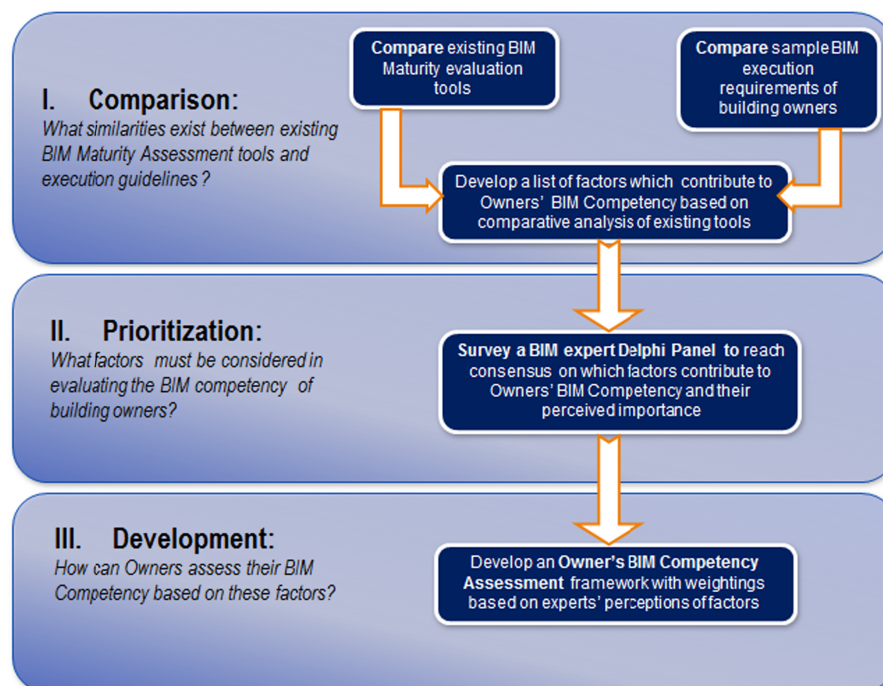 I. Comparison:
What similarities exist between existing
BIM Maturity Assessment tools and
execution guidelines?
Compare existing BIM
Maturity evaluation
tools
Compare sample BIM
execution
requirements of
building owners
Develop a list of factors which contribute to
Owners' BIM Competency based on
comparative analysis of existing tools
II. Prioritization:
What factors must be considered in
evaluating the BIM competency of
building owners?
Survey a BIM expert Delphi Panel to reach
consensus on which factors contribute to
Owners' BIM Competency and their
perceived importance
III. Development:
How can Owners assess their BIM
Competency based on these factors?
Develop an Owner's BIM Competency
Assessment framework with weightings
based on experts' perceptions of factors